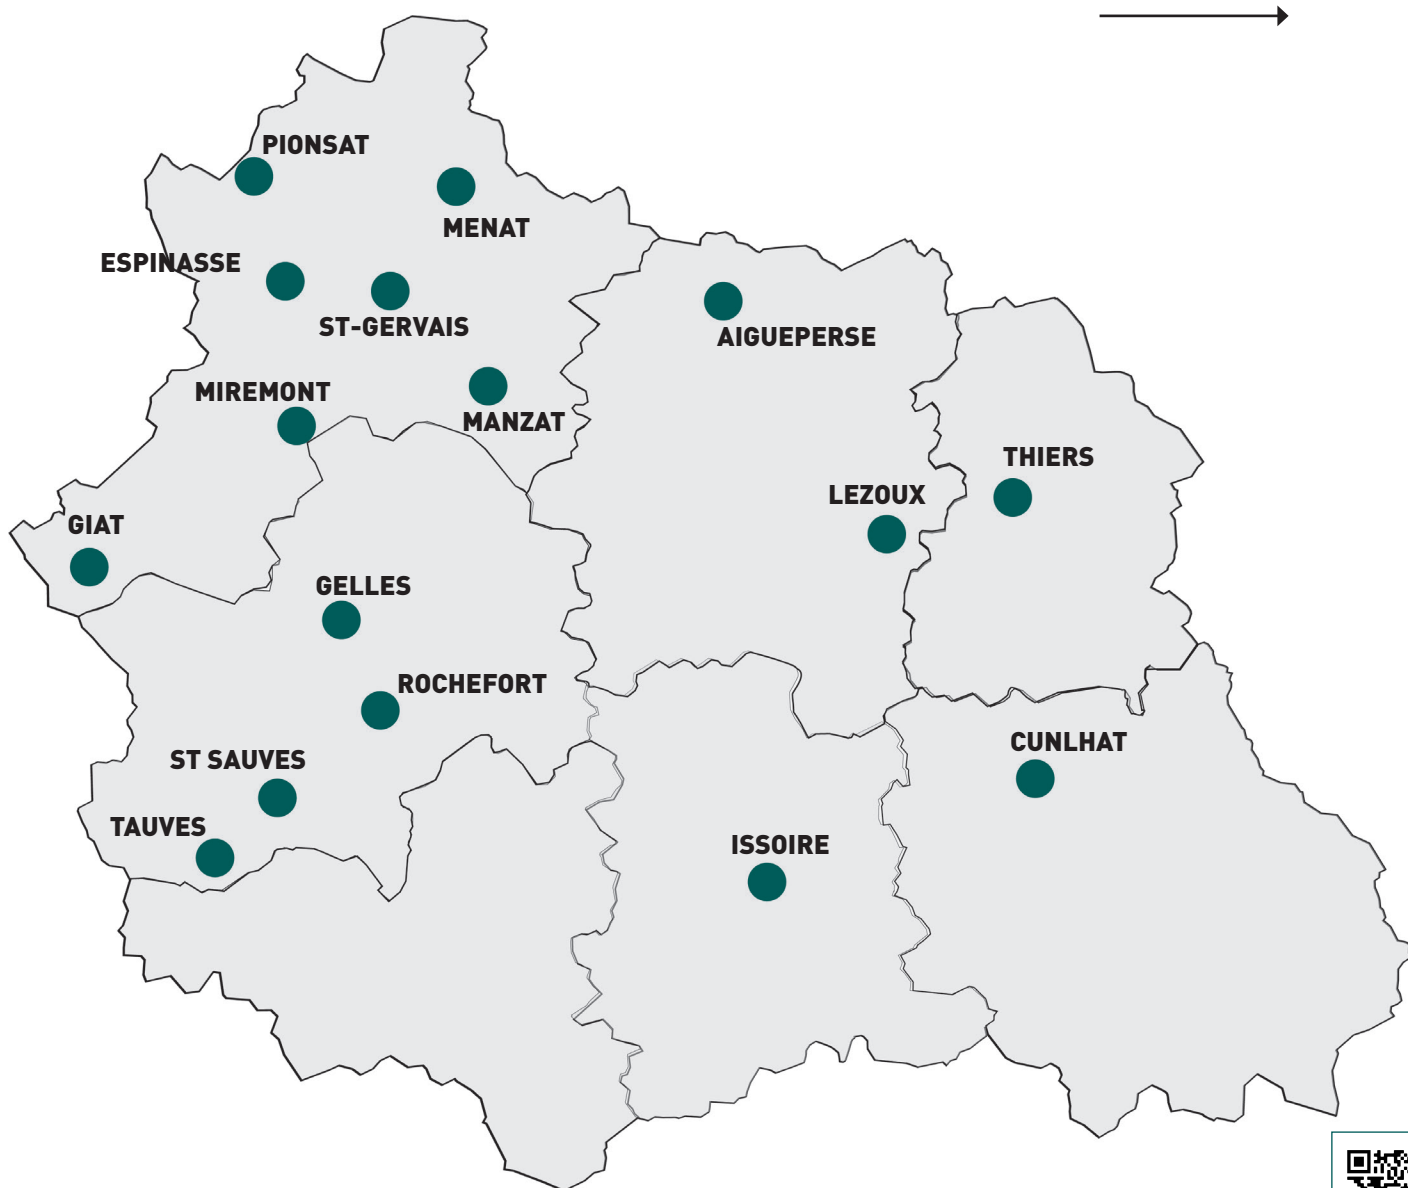 PIONSAT
MENAT
ESPINASSE
ST-GERVAIS
AIGUEPERSE
MIREMONT
MANZAT
THIERS
LEZOUX
GIAT
GELLES
ROCHEFORT
CUNLHAT
ST SAUVES
TAUVES
ISSOIRE